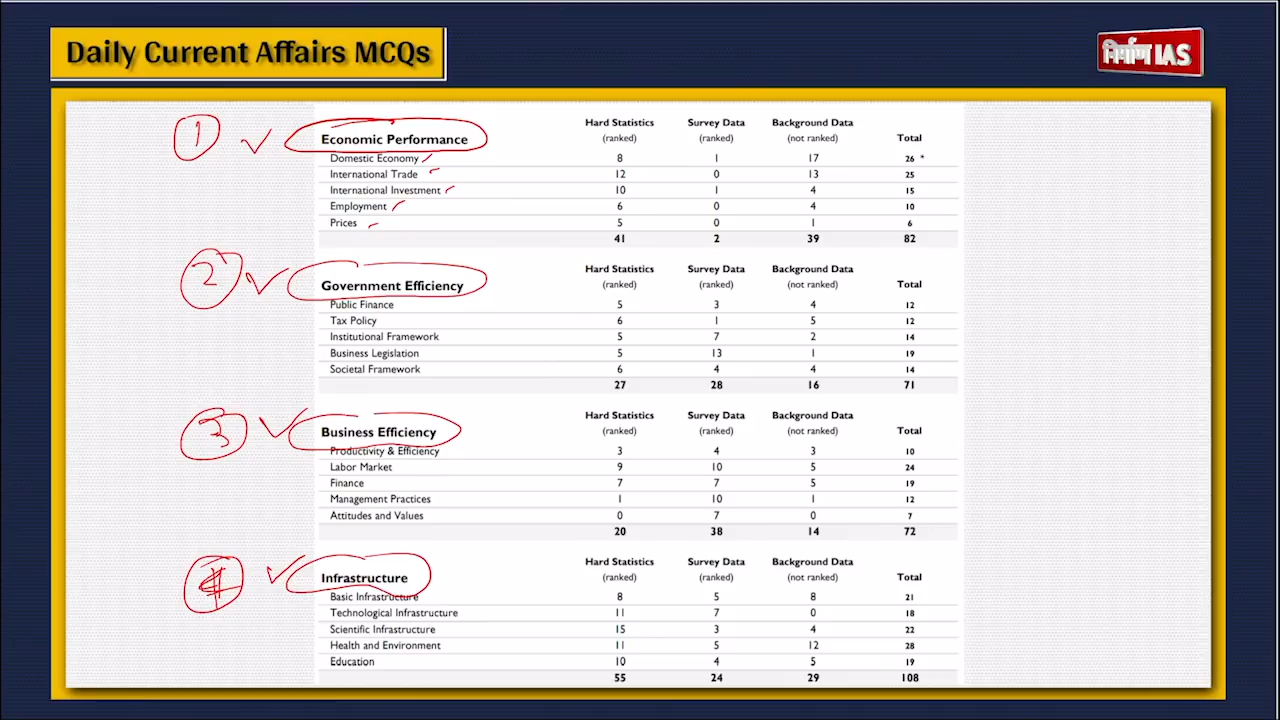 Daily Current Affairs MCQs
निर्माण IAS
1
Hard Statistics Survey Data Background Data
Economic Performance (ranked) (ranked) (not ranked) Total
Domestic Economy 8 1 17 26 *
International Trade 12 0 13 25
International Investment 10 1 4 15
Employment 6 0 4 10
Prices 5 0 1 6
41 2 39 82
2
Hard Statistics Survey Data Background Data
Government Efficiency (ranked) (ranked) (not ranked) Total
Public Finance 5 3 4 12
Tax Policy 6 1 5 12
Institutional Framework 5 7 2 14
Business Legislation 5 13 1 19
Societal Framework 6 4 4 14
27 28 16 71
3
Hard Statistics Survey Data Background Data
Business Efficiency (ranked) (ranked) (not ranked) Total
Productivity & Efficiency 3 4 3 10
Labor Market 9 10 5 24
Finance 7 7 5 19
Management Practices 1 10 1 12
Attitudes and Values 0 7 0 7
20 38 14 72
4
Hard Statistics Survey Data Background Data
Infrastructure (ranked) (ranked) (not ranked) Total
Basic Infrastructure 8 5 8 21
Technological Infrastructure 11 7 0 18
Scientific Infrastructure 15 3 4 22
Health and Environment 11 5 12 28
Education 10 4 5 19
55 24 29 108